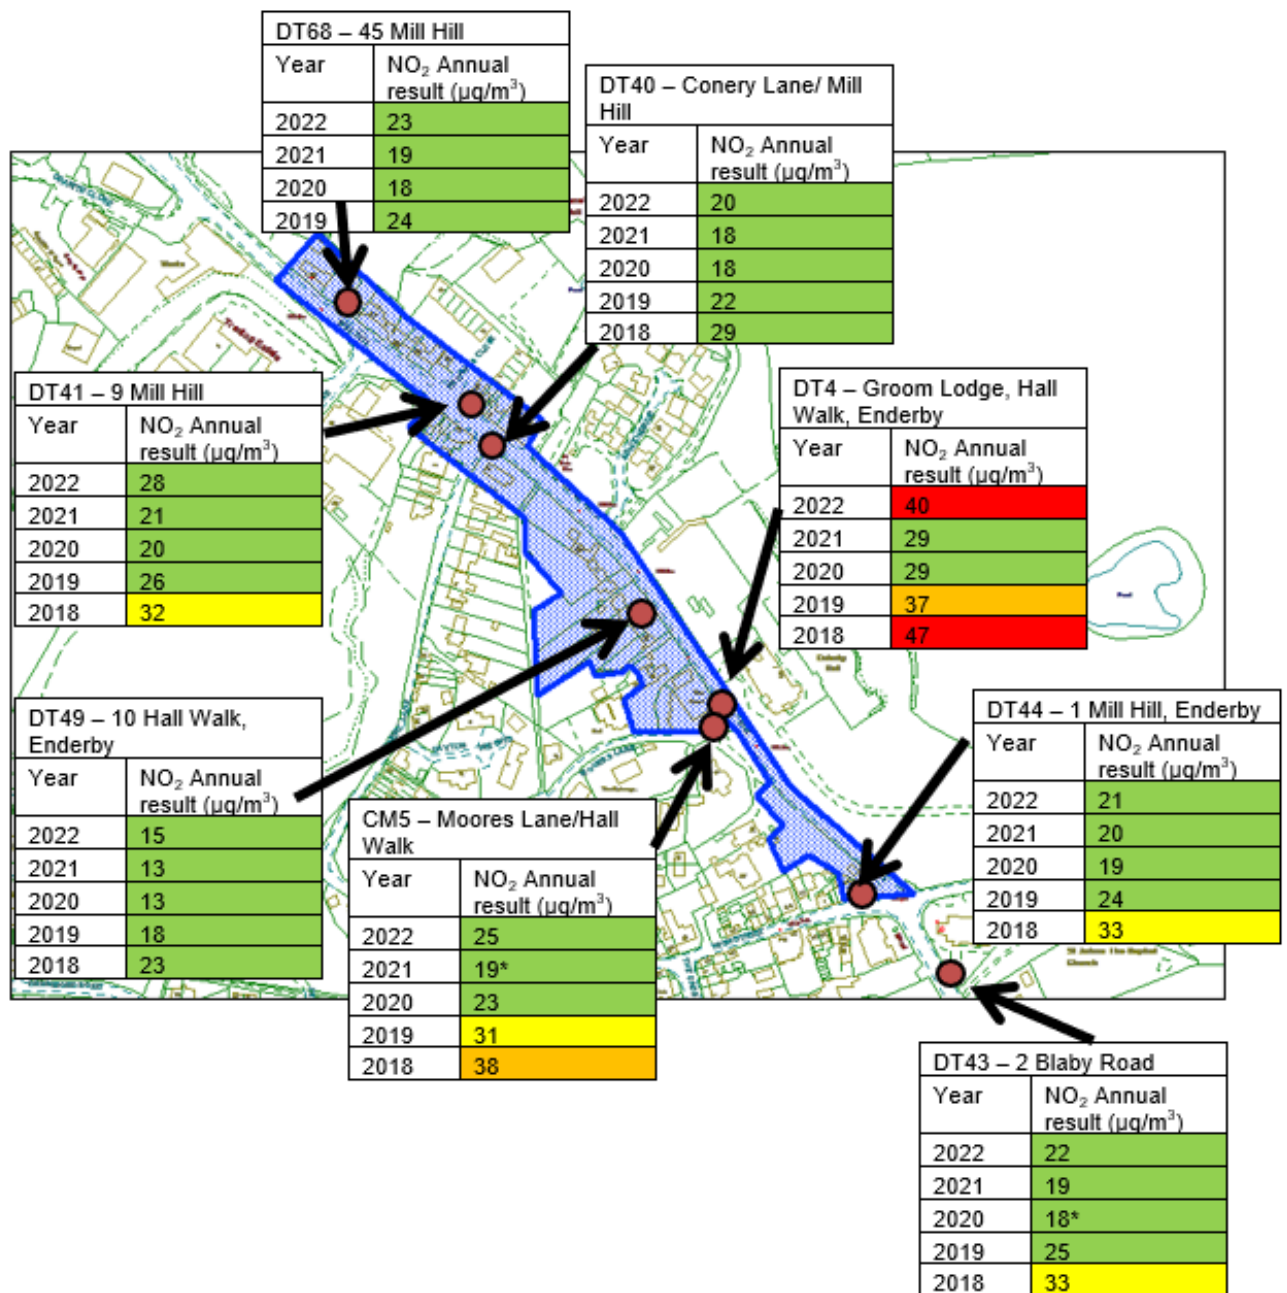 DT68 – 45 Mill Hill
Year NO₂ Annual
result (µg/m³)
2022 23
2021 19
2020 18
2019 24
DT40 – Conery Lane/ Mill
Hill
Year NO₂ Annual
result (µg/m³)
2022 20
2021 18
2020 18
2019 22
2018 29
DT41 – 9 Mill Hill
Year NO₂ Annual
result (µg/m³)
2022 28
2021 21
2020 20
2019 26
2018 32
DT4 – Groom Lodge, Hall
Walk, Enderby
Year NO₂ Annual
result (µg/m³)
2022 40
2021 29
2020 29
2019 37
2018 47
DT49 – 10 Hall Walk,
Enderby
Year NO₂ Annual
result (µg/m³)
2022 15
2021 13
2020 13
2019 18
2018 23
CM5 – Moores Lane/Hall
Walk
Year NO₂ Annual
result (µg/m³)
2022 25
2021 19*
2020 23
2019 31
2018 38
DT44 – 1 Mill Hill, Enderby
Year NO₂ Annual
result (µg/m³)
2022 21
2021 20
2020 19
2019 24
2018 33
DT43 – 2 Blaby Road
Year NO₂ Annual
result (µg/m³)
2022 22
2021 19
2020 18*
2019 25
2018 33
Trading Estate
Pool
St Johns The Baptist
Church